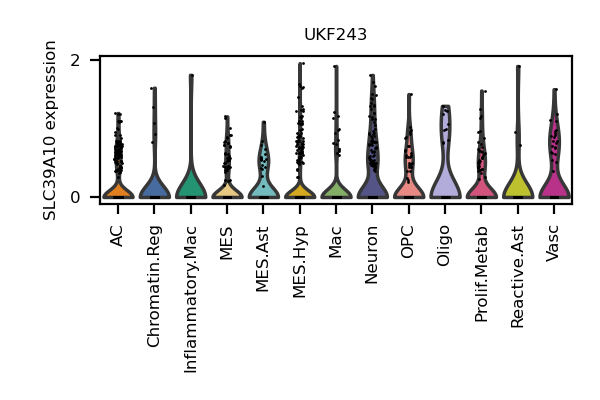 UKF243
SLC39A10 expression
2
0
AC
Chromatin.Reg
Inflammatory.Mac
MES
MES.Ast
MES.Hyp
Mac
Neuron
OPC
Oligo
Prolif.Metab
Reactive.Ast
Vasc